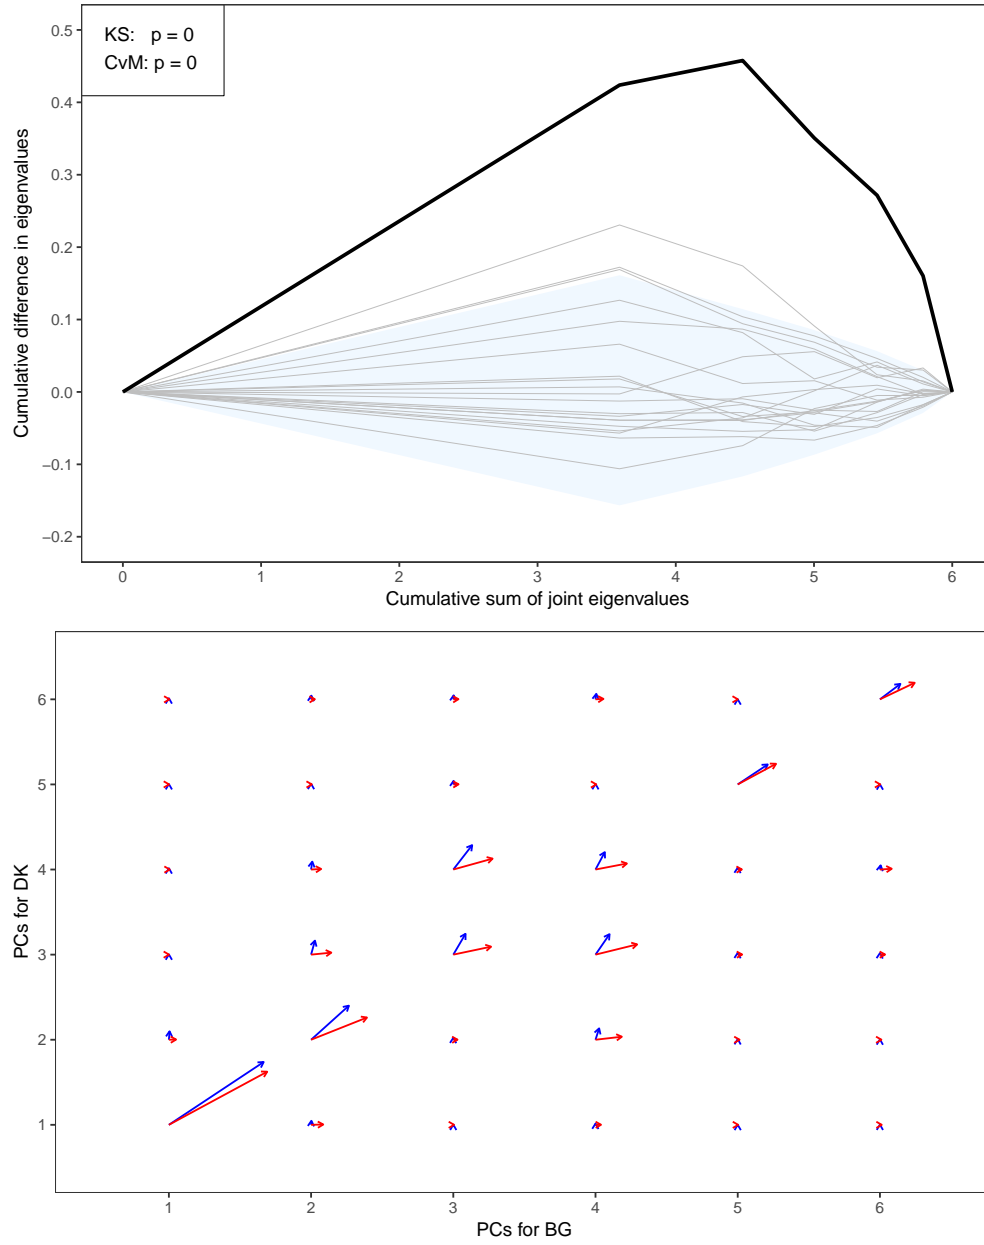 KS: p = 0
CvM: p = 0
0.5
0.4
0.3
0.2
0.1
0.0
−0.1
−0.2
Cumulative difference in eigenvalues
0 1 2 3 4 5 6
Cumulative sum of joint eigenvalues
6
5
4
3
2
1
PCs for DK
1 2 3 4 5 6
PCs for BG